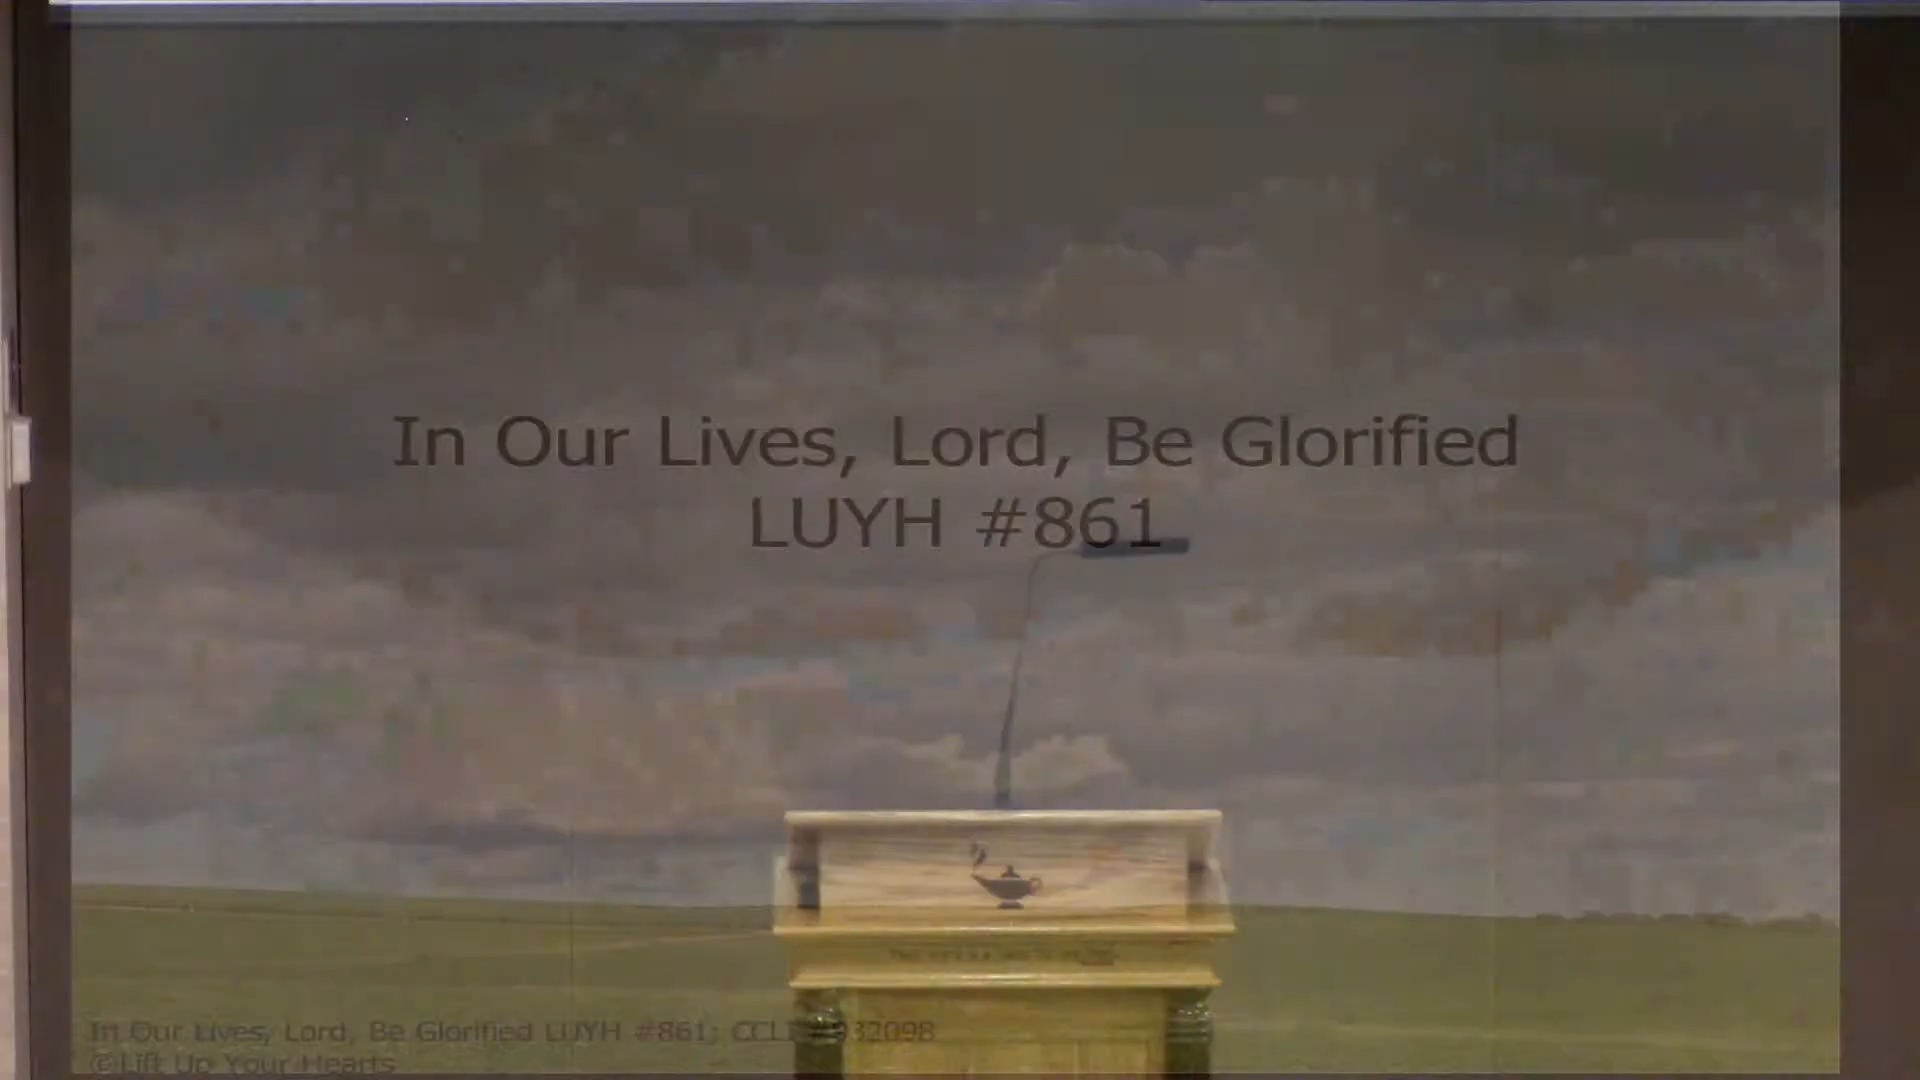 In Our Lives, Lord, Be Glorified
LUYH #861
In Our Lives, Lord, Be Glorified LUYH #861; CCLI #932098
©Lift Up Your Hearts